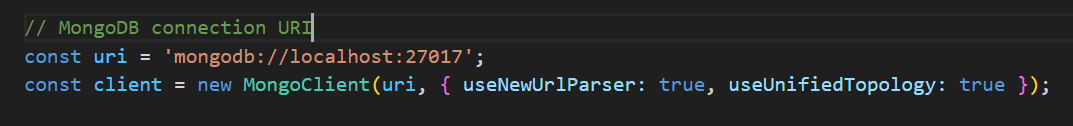 // MongoDB connection URI
const uri = 'mongodb://localhost:27017';
const client = new MongoClient(uri, { useNewUrlParser: true, useUnifiedTopology: true });